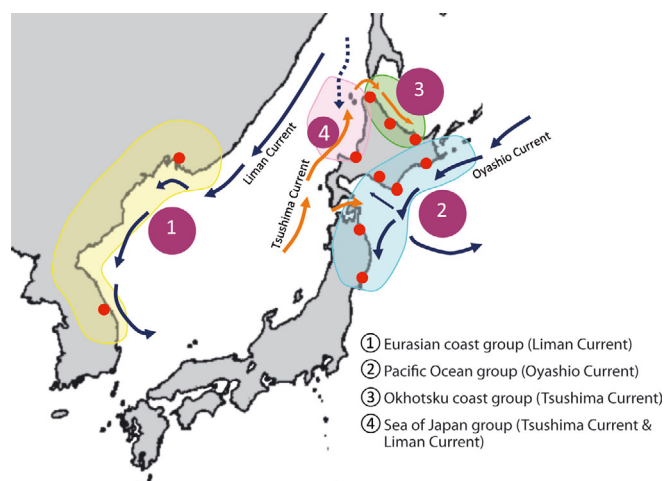 3
4
Liman Current
Oyashio Current
Tsushima Current
1
2
① Eurasian coast group (Liman Current)
② Pacific Ocean group (Oyashio Current)
③ Okhotsku coast group (Tsushima Current)
④ Sea of Japan group (Tsushima Current &
Liman Current)